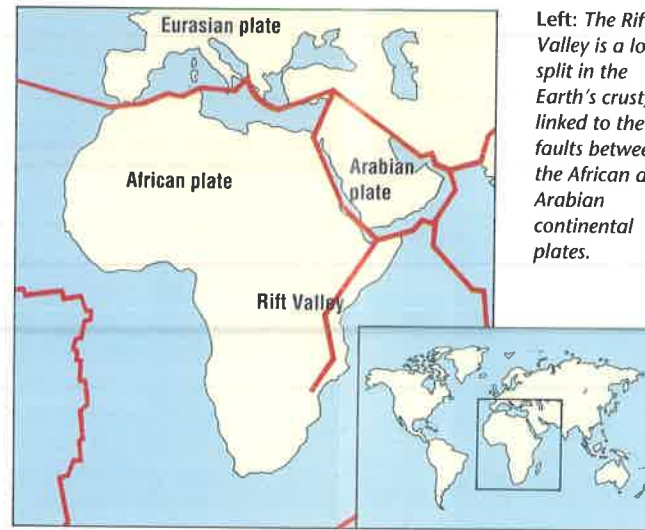 Eurasian plate
African plate
Arabian
plate
Rift Valley
Left: The Rif
Valley is a lo
split in the
Earth's crust,
linked to the
faults betwee
the African a
Arabian
continental
plates.